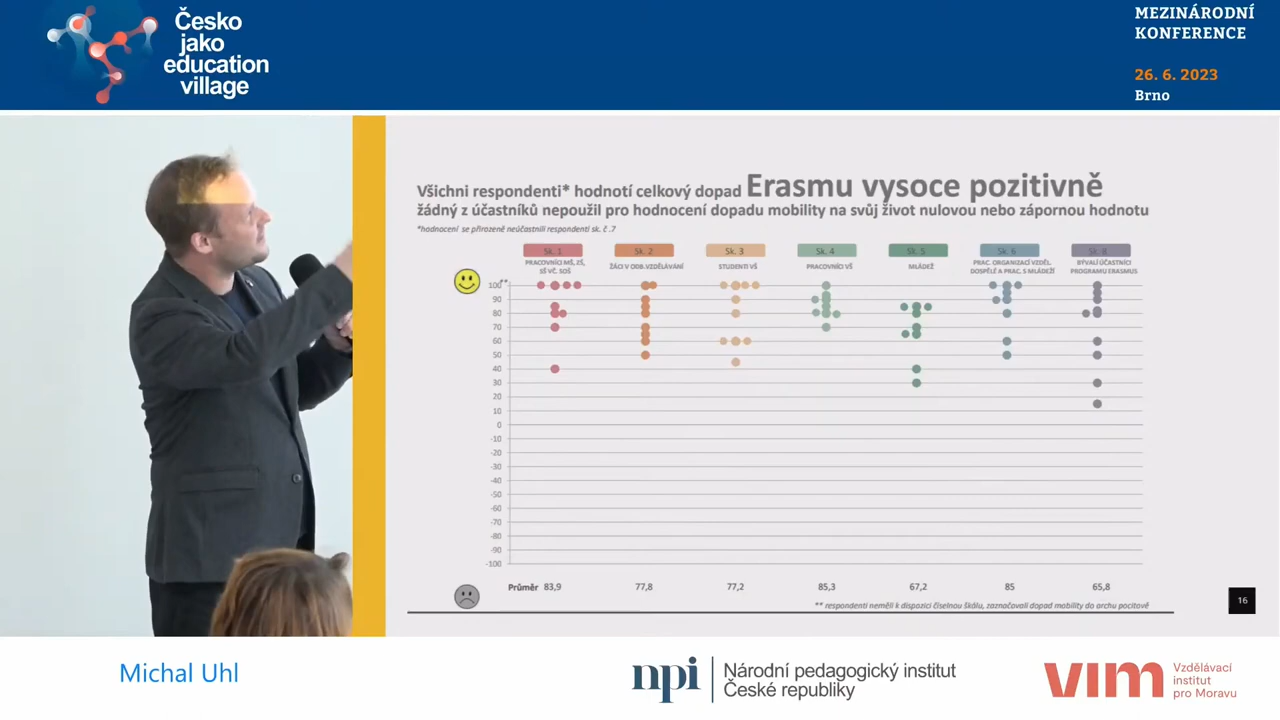 Česko
jako
education
village
MEZINÁRODNÍ
KONFERENCE
26. 6. 2023
Brno
Všichni respondenti* hodnotí celkový dopad Erasmu vysoce pozitivně
žádný z účastníků nepoužil pro hodnocení dopadu mobility na svůj život nulovou nebo zápornou hodnotu
*hodnocení se přirozeně neúčastnili respondenti sk. č .7
Sk. 1 Sk. 2 Sk. 3 Sk. 4 Sk. 5 Sk. 6 Sk. 8
PRACOVNÍCI MŠ, ZŠ, ŽÁCI V ODB.VZDĚLÁVÁNÍ STUDENTI VŠ PRACOVNÍCI VŠ MLÁDEŽ PRAC. ORGANIZACÍ VZDĚL. BÝVALÍ ÚČASTNÍCI
SŠ VČ. SOŠ DOSPĚLÉ A PRAC. S MLÁDEŽÍ PROGRAMU ERASMUS
100**
90
80
70
60
50
40
30
20
10
0
-10
-20
-30
-40
-50
-60
-70
-80
-90
-100
Průměr 83,9 77,8 77,2 85,3 67,2 85 65,8
** respondenti neměli k dispozici číselnou škálu, zaznačovali dopad mobility do archu pocitově
16
Michal Uhl
npi Národní pedagogický institut
České republiky
vim Vzdělávací
institut
pro Moravu